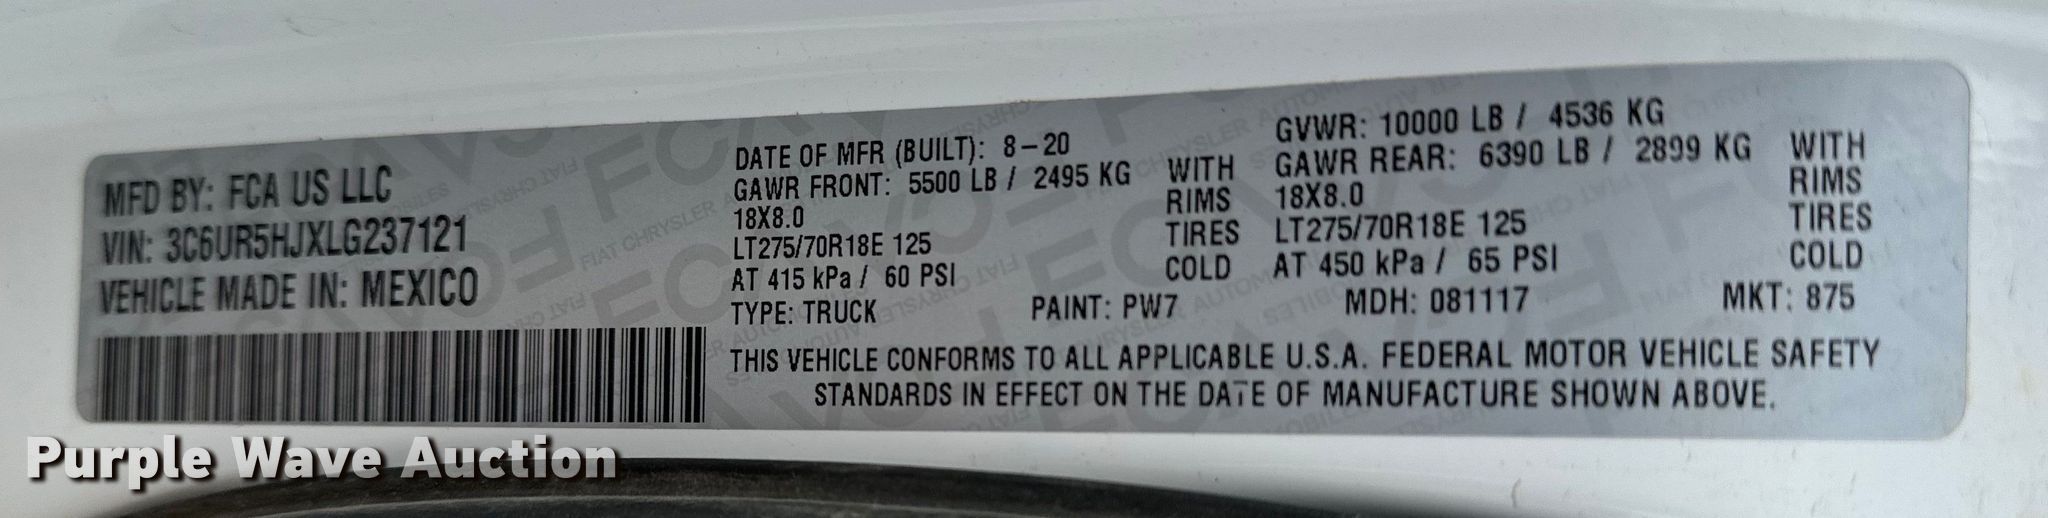 MFD BY: FCA US LLC
VIN: 3C6UR5HJXLG237121
VEHICLE MADE IN: MEXICO
DATE OF MFR (BUILT): 8-20
GAWR FRONT: 5500 LB / 2495 KG WITH
18X8.0 RIMS
LT275/70R18E 125 TIRES
AT 415 kPa / 60 PSI COLD
GVWR: 10000 LB / 4536 KG
GAWR REAR: 6390 LB / 2899 KG WITH
18X8.0 RIMS
LT275/70R18E 125 TIRES
AT 450 kPa / 65 PSI COLD
TYPE: TRUCK PAINT: PW7 MDH: 081117 MKT: 875
THIS VEHICLE CONFORMS TO ALL APPLICABLE U.S.A. FEDERAL MOTOR VEHICLE SAFETY
STANDARDS IN EFFECT ON THE DATE OF MANUFACTURE SHOWN ABOVE.
Purple Wave Auction